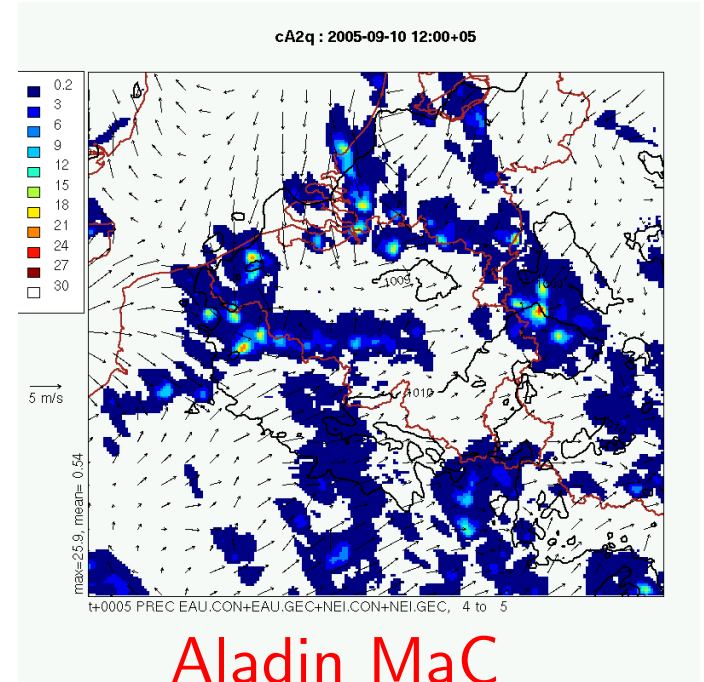 cA2q : 2005-09-10 12:00+05
0.2
3
6
9
12
15
18
21
24
27
30
5 m/s
max=25.9, mean= 0.54
1009
1010
t+0005 PREC EAU.CON+EAU.GEC+NEI.CON+NEI.GEC, 4 to 5
Aladin MaC